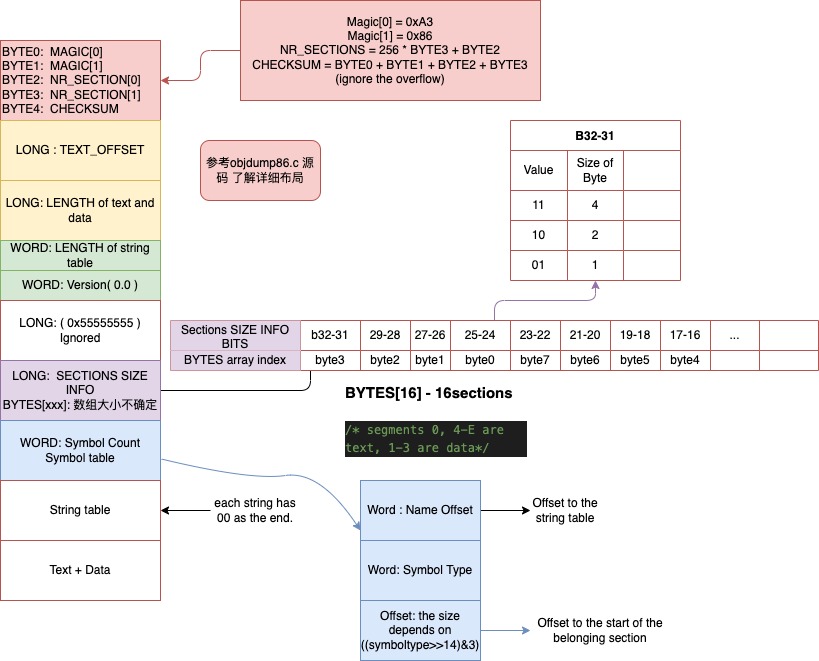 Magic[0] = 0xA3
Magic[1] = 0x86
NR_SECTIONS = 256 * BYTE3 + BYTE2
CHECKSUM = BYTE0 + BYTE1 + BYTE2 + BYTE3
(ignore the overflow)
BYTE0: MAGIC[0]
BYTE1: MAGIC[1]
BYTE2: NR_SECTION[0]
BYTE3: NR_SECTION[1]
BYTE4: CHECKSUM
LONG : TEXT_OFFSET
参考objdump86.c 源
码 了解详细布局
B32-31
Value
Size of
Byte
11
4
10
2
01
1
LONG: LENGTH of text and
data
WORD: LENGTH of string
table
WORD: Version( 0.0 )
LONG: ( 0x55555555 )
Ignored
Sections SIZE INFO
BITS
b32-31
29-28
27-26
25-24
23-22
21-20
19-18
17-16
...
BYTES array index
byte3
byte2
byte1
byte0
byte7
byte6
byte5
byte4
LONG: SECTIONS SIZE
INFO
BYTES[xxx]: 数组大小不确定
BYTES[16] - 16sections
/* segments 0, 4-E are
text, 1-3 are data*/
WORD: Symbol Count
Symbol table
String table
each string has
00 as the end.
Word : Name Offset
Offset to the
string table
Text + Data
Word: Symbol Type
Offset: the size
depends on
((symboltype>>14)&3)
Offset to the start of the
belonging section